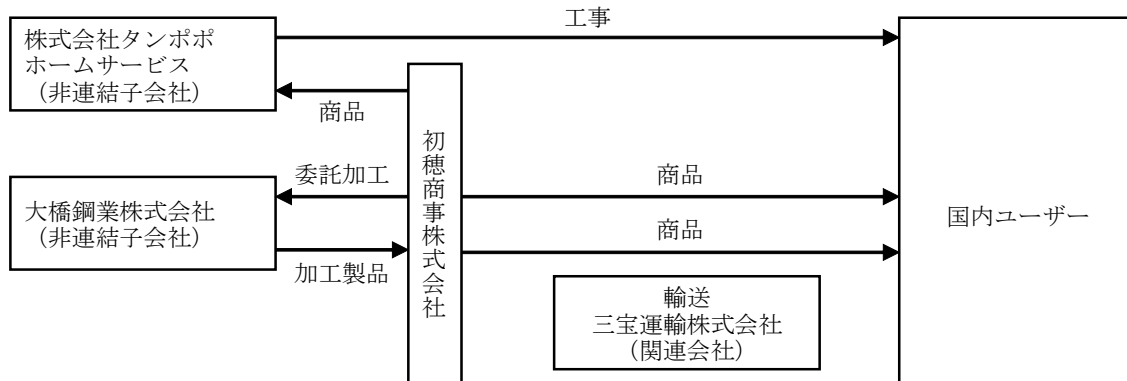 工事
株式会社タンポポ
ホームサービス
（非連結子会社）
商品
初穂商事株式会社
委託加工
商品
大橋鋼業株式会社
（非連結子会社）
国内ユーザー
商品
加工製品
輸送
三宝運輸株式会社
（関連会社）